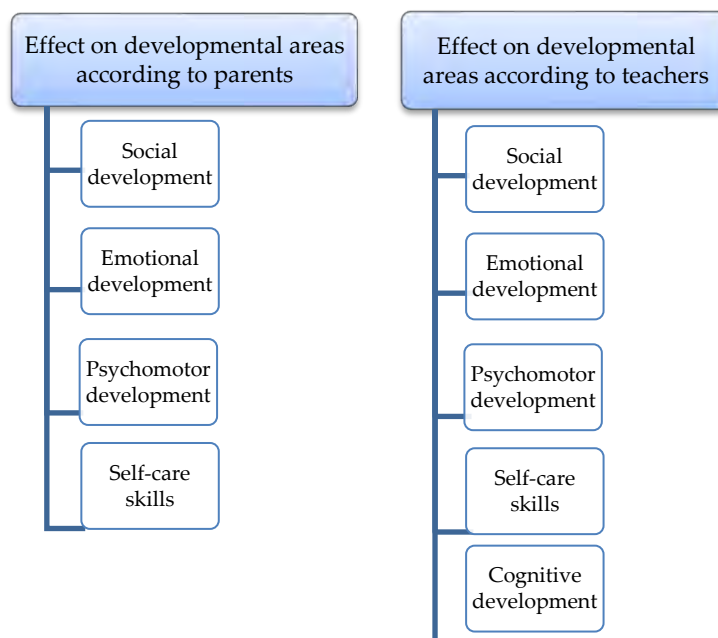 Effect on developmental areas
according to parents
Social
development
Emotional
development
Psychomotor
development
Self-care
skills
Effect on developmental
areas according to teachers
Social
development
Emotional
development
Psychomotor
development
Self-care
skills
Cognitive
development